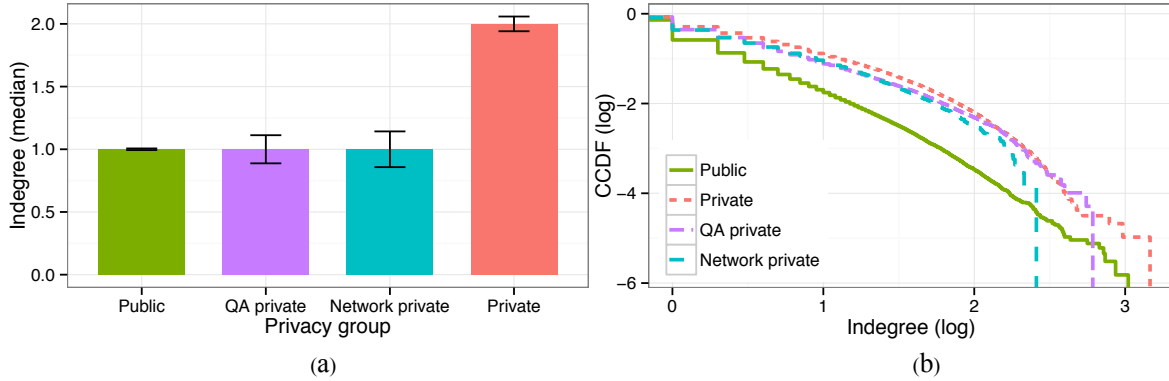 2.0
1.5
1.0
0.5
0.0
Indegree (median)
Public QA private Network private Private
Privacy group
(a)
−0
−2
−4
−6
CCDF (log)
Public
Private
QA private
Network private
0 1 2 3
Indegree (log)
(b)